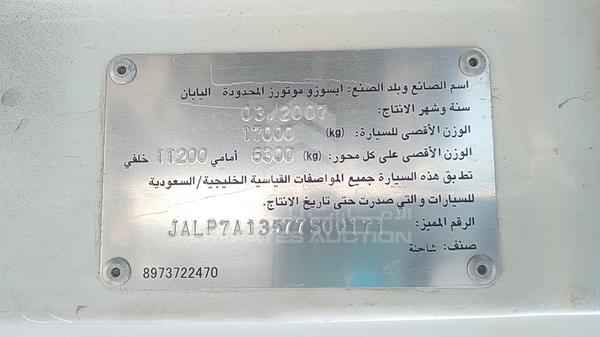 اسم الصانع وبلد الصنع: ايسوزو موتورز المحدودة اليابان
سنة وشهر الانتاج: 03/2007
الوزن الأقصى للسيارة: (kg) 17000
الوزن الأقصى على كل محور: (kg) 6300 أمامي 11200 خلفي
تطبق هذه السيارة جميع المواصفات القياسية الخليجية/السعودية
للسيارات والتي صدرت حتى تاريخ الانتاج.
الرقم المميز: JALP7A13577S00171
صنف: شاحنة
8973722470